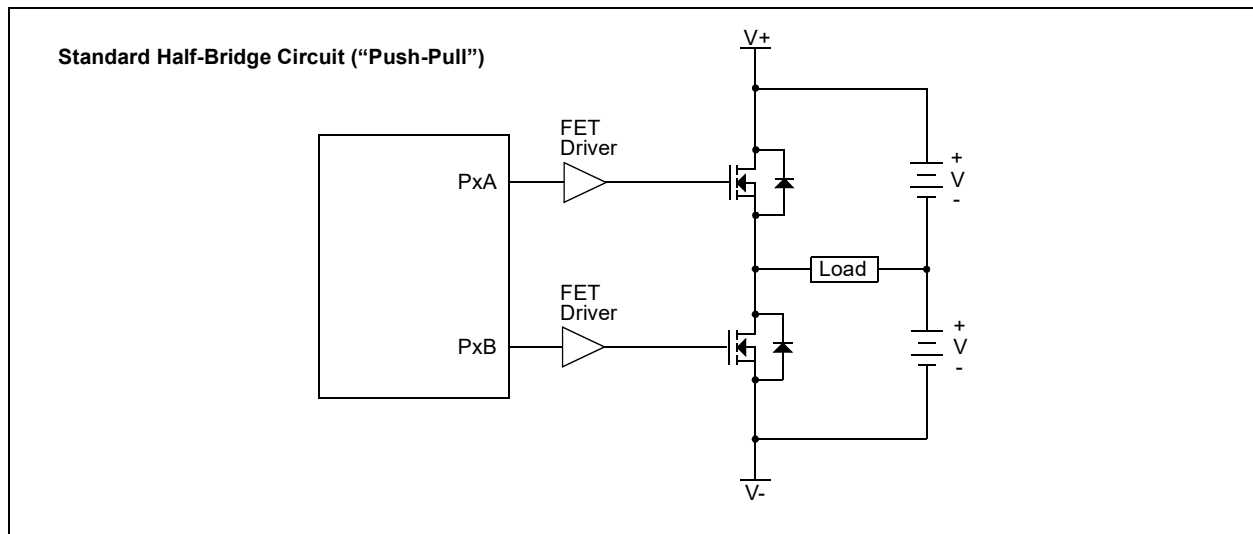 Standard Half-Bridge Circuit (“Push-Pull”)
V+
FET
Driver
PxA
+
V
-
Load
FET
Driver
PxB
+
V
-
V-